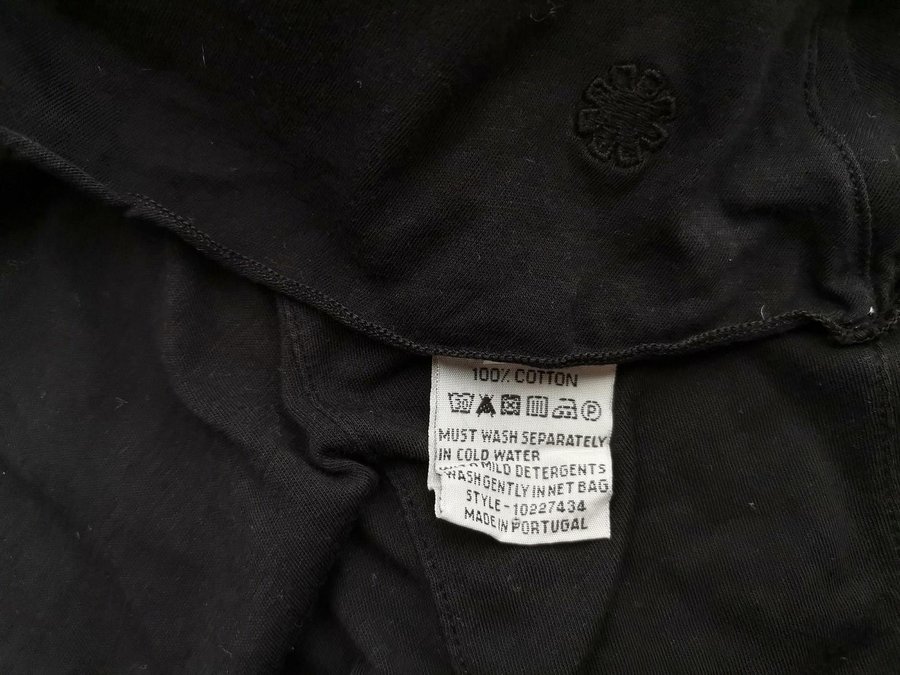 100% COTTON
30 P
MUST WASH SEPARATELY
IN COLD WATER
MILD DETERGENTS
WASH GENTLY IN NET BAG
STYLE - 10227434
MADE IN PORTUGAL